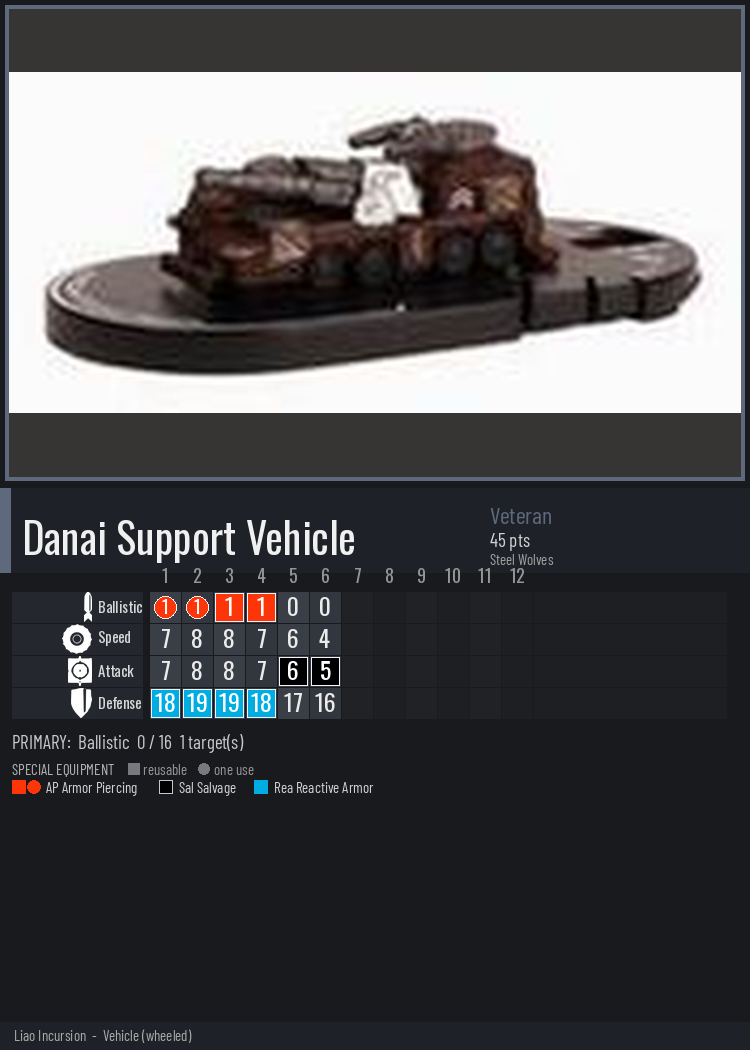 Danai Support Vehicle
Veteran
45 pts
Steel Wolves
1 2 3 4 5 6 7 8 9 10 11 12
Ballistic 1 1 1 1 0 0
Speed 7 8 8 7 6 4
Attack 7 8 8 7 6 5
Defense 18 19 19 18 17 16
PRIMARY: Ballistic 0 / 16 1 target(s)
SPECIAL EQUIPMENT reusable one use
AP Armor Piercing Sal Salvage Rea Reactive Armor
Liao Incursion - Vehicle (wheeled)